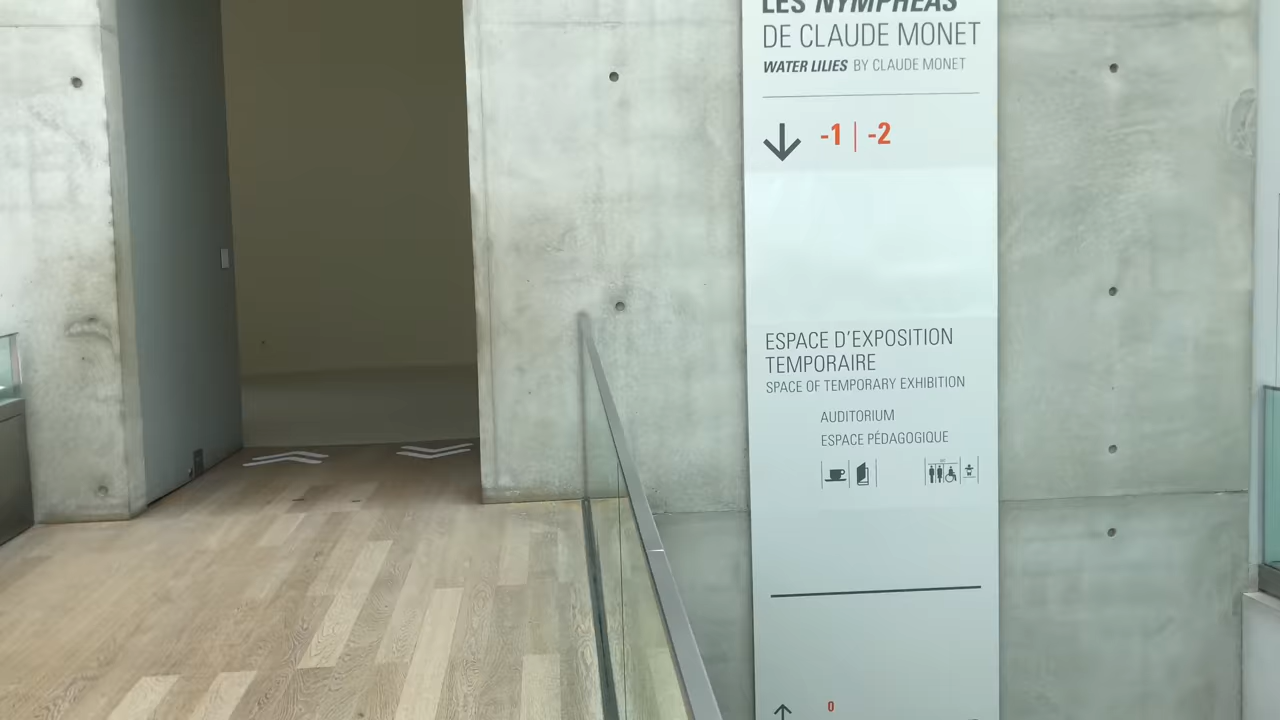 LES NYMPHÉAS
DE CLAUDE MONET
WATER LILIES BY CLAUDE MONET
-1 | -2
ESPACE D'EXPOSITION
TEMPORAIRE
SPACE OF TEMPORARY EXHIBITION
AUDITORIUM
ESPACE PÉDAGOGIQUE
0